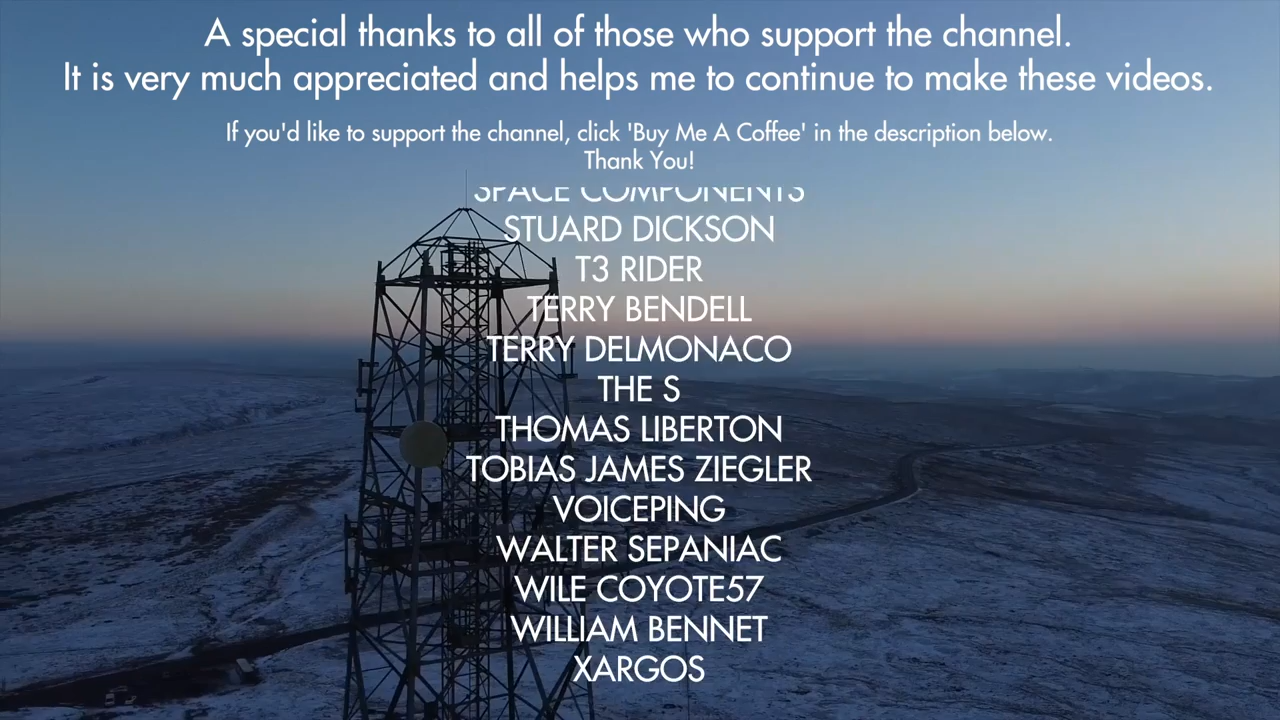 A special thanks to all of those who support the channel.
It is very much appreciated and helps me to continue to make these videos.
If you'd like to support the channel, click 'Buy Me A Coffee' in the description below.
Thank You!
SPACE COMPONENTS
STUARD DICKSON
T3 RIDER
TERRY BENDELL
TERRY DELMONACO
THE S
THOMAS LIBERTON
TOBIAS JAMES ZIEGLER
VOICEPING
WALTER SEPANIAC
WILE COYOTE57
WILLIAM BENNET
XARGOS